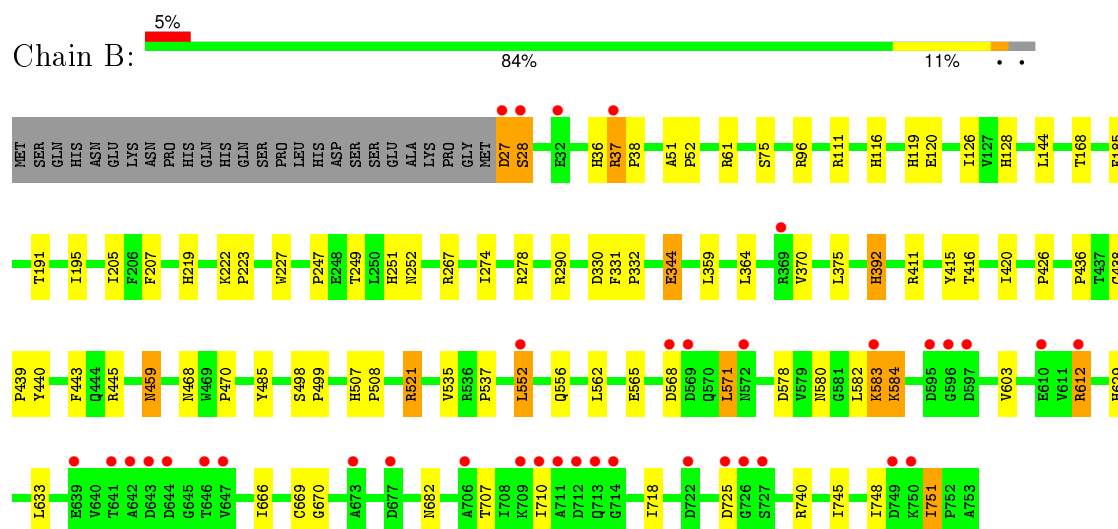 5%
Chain B:
84% 11% • •
MET SER GLN HIS ASN GLU LYS ASN PRO HIS GLN HIS GLN SER PRO LEU HIS ASP SER SER GLU ALA LYS PRO GLY MET D27 S28 E32 H36 R37 P38 A51 P52 R61 S75 R96 R111 H116 H119 E120 I126 V127 H128 L144 T168
T191 I195 I205 F206 F207 H219 K222 P223 W227 P247 E248 T249 L250 H251 N252 R267 I274 R278 R290 D330 F331 P332 E344 L359 L364 R369 V370 L375 H392 R411 Y415 T416 I420 P426 P436 T437
P439 Y440 F443 Q444 R445 N459 N468 W469 P470 Y485 S498 P499 H507 P508 R521 V535 R536 P537 L552 Q556 L562 E565 D568 D569 Q570 L571 N572 D578 V579 N580 G581 L582 K583 K584 D595 G596 D597 V603 E610 V611 R612
L633 E639 V640 T641 A642 D643 D644 G645 T646 V647 I666 C669 G670 A673 D677 N682 A706 T707 I708 K709 I710 A711 D712 Q713 G714 I718 D722 D725 G726 S727 R740 I745 I748 D749 K750 I751 P752 A753